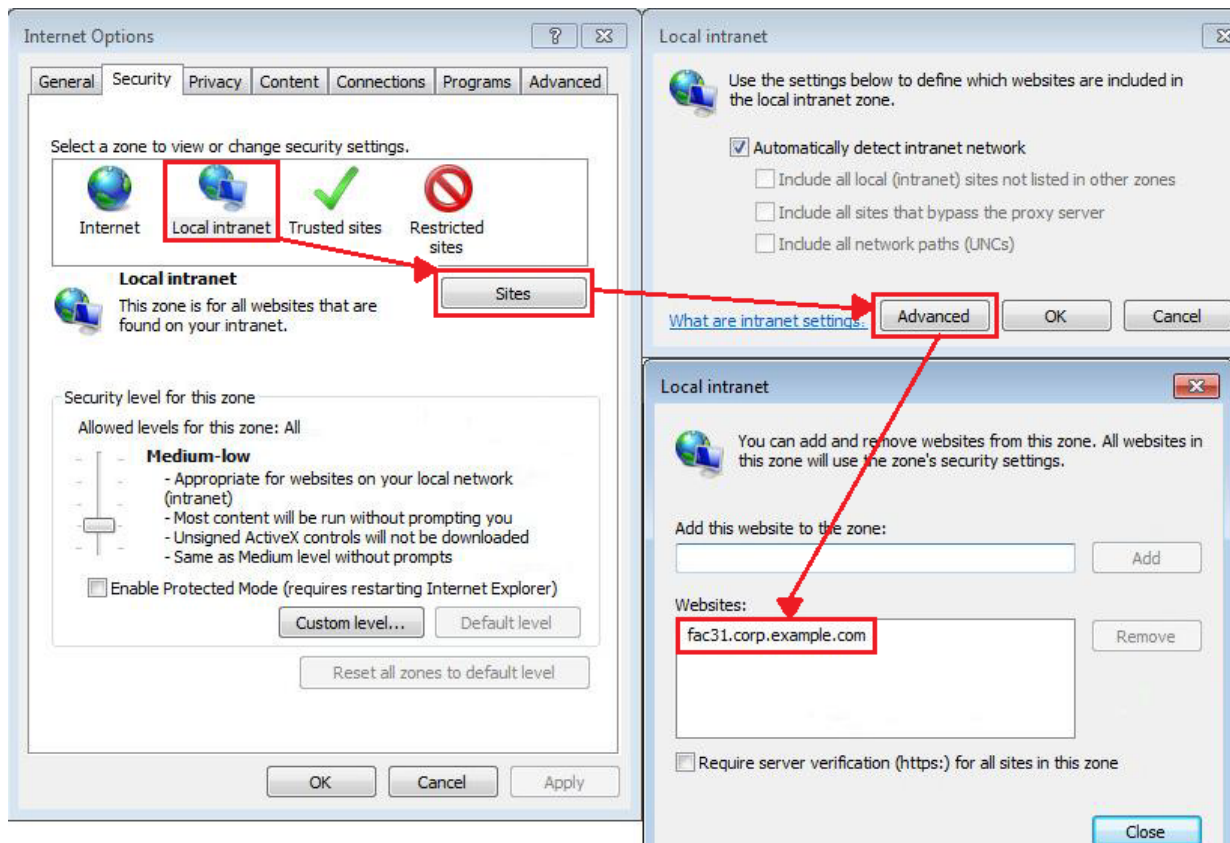 Internet Options
General Security Privacy Content Connections Programs Advanced
Select a zone to view or change security settings.
Internet
Local intranet
Trusted sites
Restricted
sites
Local intranet
This zone is for all websites that are
found on your intranet.
Sites
Security level for this zone
Allowed levels for this zone: All
Medium-low
- Appropriate for websites on your local network
(intranet)
- Most content will be run without prompting you
- Unsigned ActiveX controls will not be downloaded
- Same as Medium level without prompts
Enable Protected Mode (requires restarting Internet Explorer)
Custom level... Default level
Reset all zones to default level
OK Cancel Apply
Local intranet
Use the settings below to define which websites are included in
the local intranet zone.
Automatically detect intranet network
Include all local (intranet) sites not listed in other zones
Include all sites that bypass the proxy server
Include all network paths (UNCs)
What are intranet settings? Advanced OK Cancel
Local intranet
You can add and remove websites from this zone. All websites in
this zone will use the zone's security settings.
Add this website to the zone:
Add
Websites:
fac31.corp.example.com
Remove
Require server verification (https:) for all sites in this zone
Close